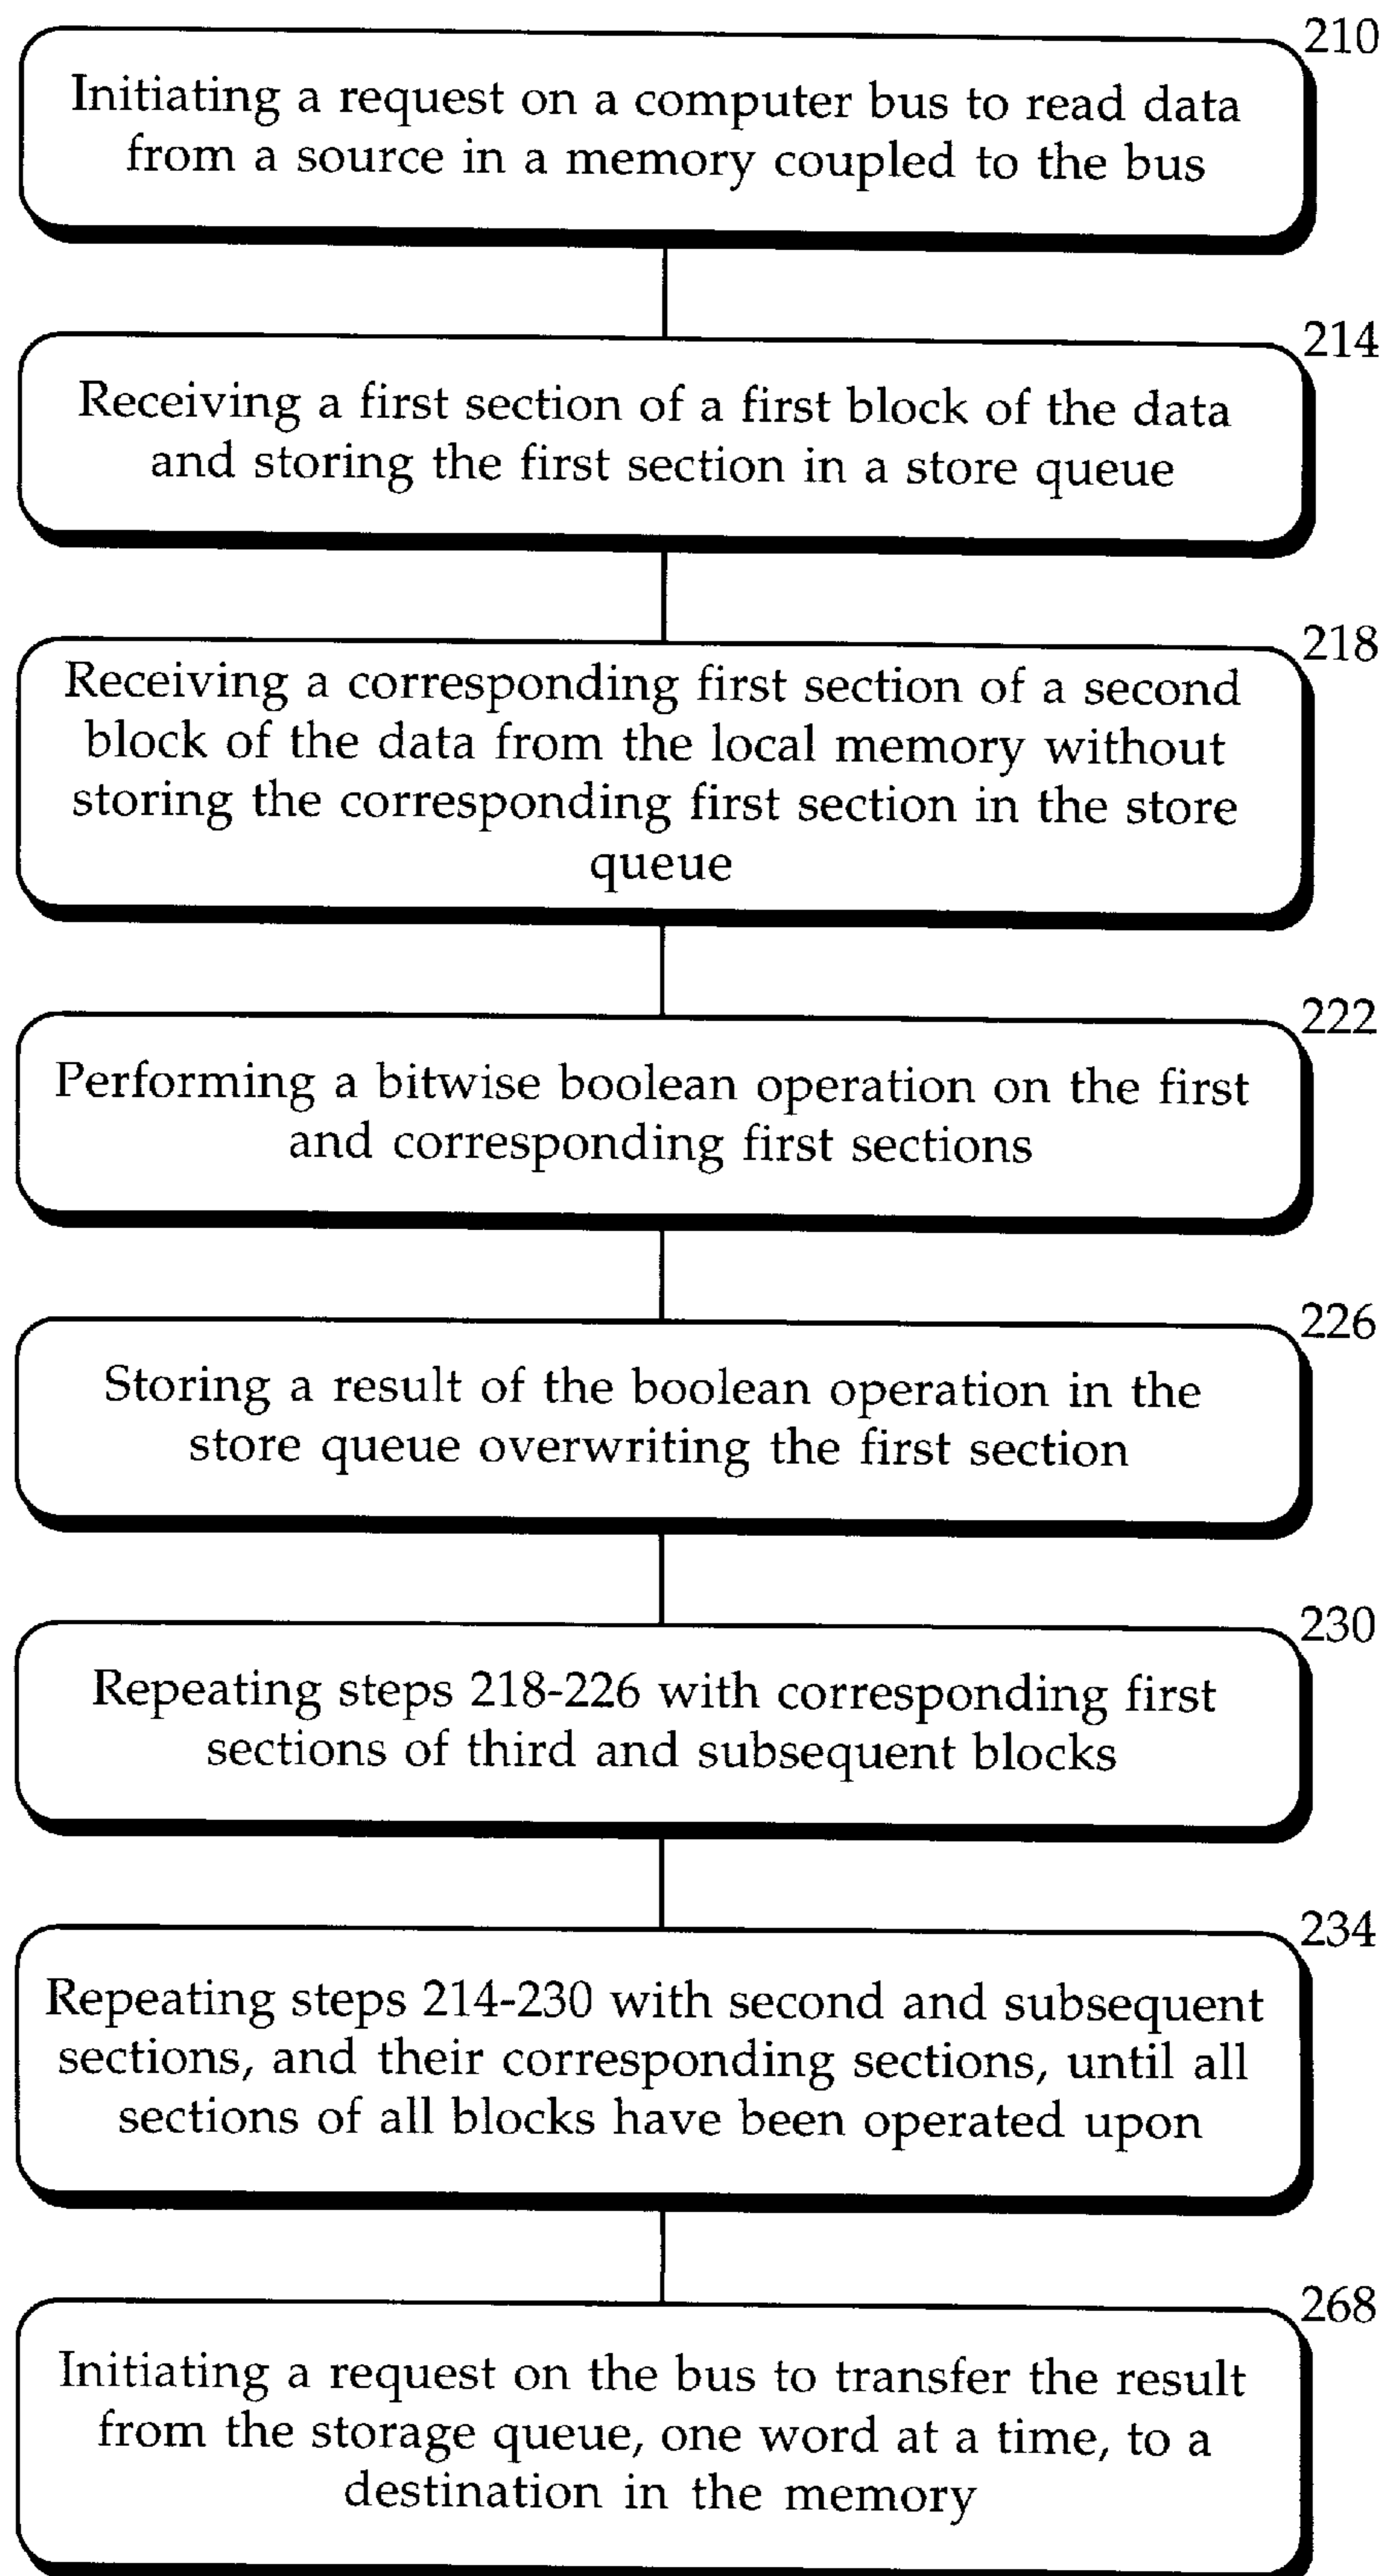 210
Initiating a request on a computer bus to read data
from a source in a memory coupled to the bus
214
Receiving a first section of a first block of the data
and storing the first section in a store queue
218
Receiving a corresponding first section of a second
block of the data from the local memory without
storing the corresponding first section in the store
queue
222
Performing a bitwise boolean operation on the first
and corresponding first sections
226
Storing a result of the boolean operation in the
store queue overwriting the first section
230
Repeating steps 218-226 with corresponding first
sections of third and subsequent blocks
234
Repeating steps 214-230 with second and subsequent
sections, and their corresponding sections, until all
sections of all blocks have been operated upon
268
Initiating a request on the bus to transfer the result
from the storage queue, one word at a time, to a
destination in the memory